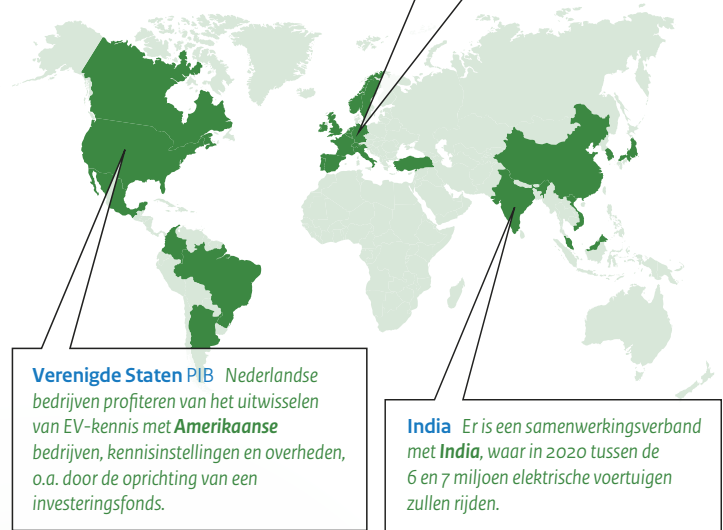 Verenigde Staten PIB Nederlandse
bedrijven profiteren van het uitwisselen
van EV-kennis met Amerikaanse
bedrijven, kennisinstellingen en overheden,
o.a. door de oprichting van een
investeringsfonds.
India Er is een samenwerkingsverband
met India, waar in 2020 tussen de
6 en 7 miljoen elektrische voertuigen
zullen rijden.